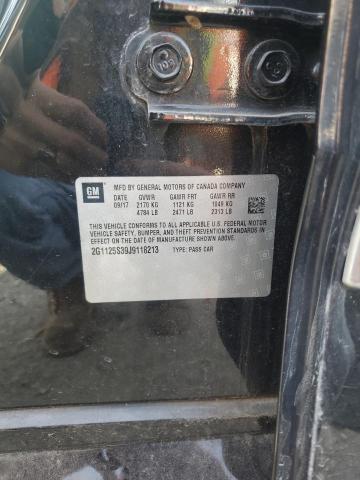 GM
MFD BY GENERAL MOTORS OF CANADA COMPANY
DATE GVWR GAWR FRT GAWR RR
09/17 2170 KG 1121 KG 1049 KG
4784 LB 2471 LB 2313 LB
THIS VEHICLE CONFORMS TO ALL APPLICABLE U.S. FEDERAL MOTOR
VEHICLE SAFETY, BUMPER, AND THEFT PREVENTION STANDARDS IN
EFFECT ON THE DATE OF MANUFACTURE SHOWN ABOVE.
2G1125S39J9118213 TYPE: PASS CAR